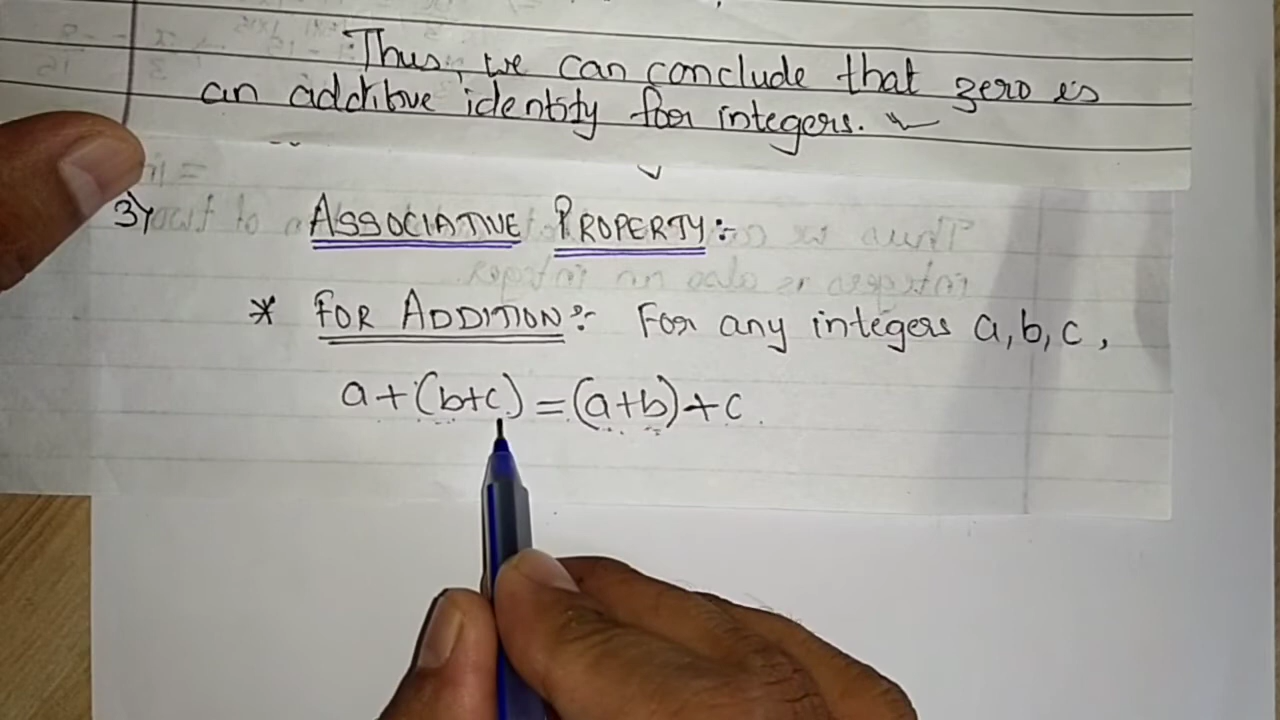 Thus, we can conclude that zero is
an additive identity for integers.
3) ASSOCIATIVE PROPERTY:-
* FOR ADDITION:- For any integers a, b, c,
a+(b+c)=(a+b)+c.